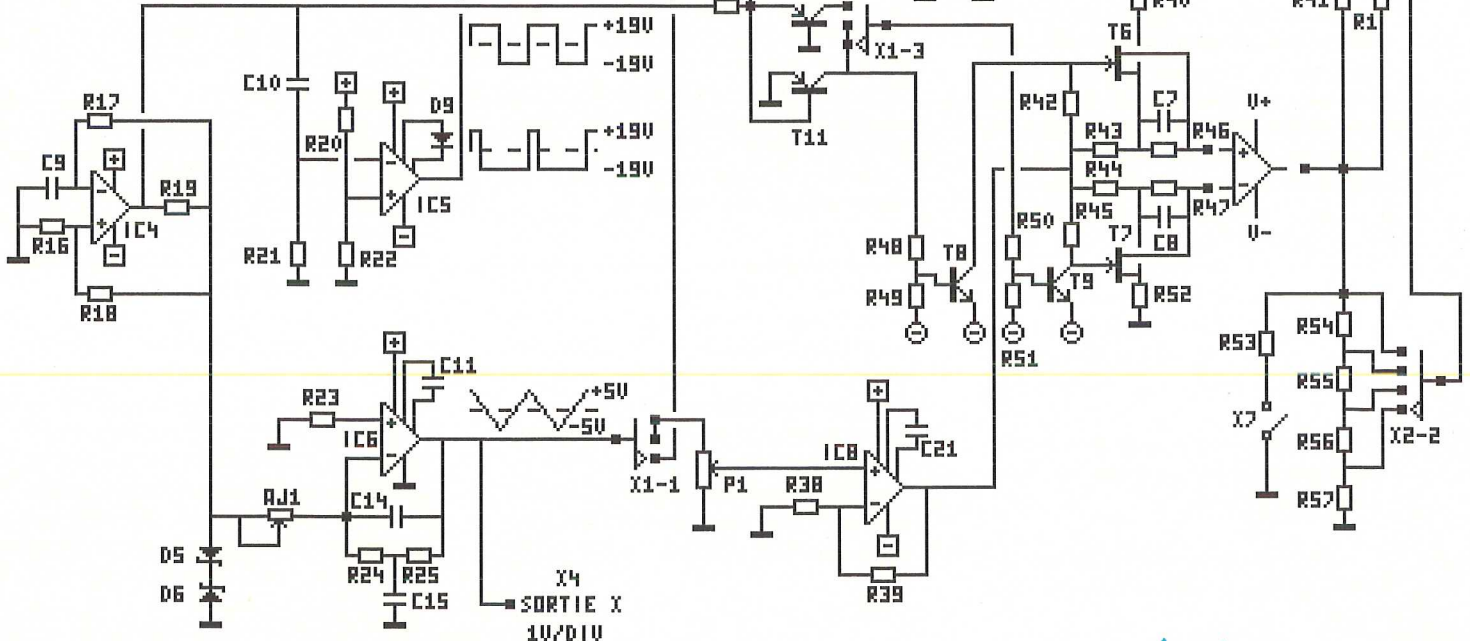 R40
R41
R1
+19V
-19V
X1-3
T6
C10
D9
R42
C7
V+
R17
R20
R43
R46
+19V
-19V
T11
C9
R19
R44
IC5
R47
R16
IC4
R45
R50
T7
C8
V-
R21
R22
R48
T8
R49
T9
R52
R18
R51
R54
R53
C11
R55
R23
+5V
-5V
X7
X2-2
IC6
IC8
C21
R56
X1-1
P1
R38
AJ1
C14
R57
D5
R24
R25
D6
C15
R39
X4
SORTIE X
1V/DIV